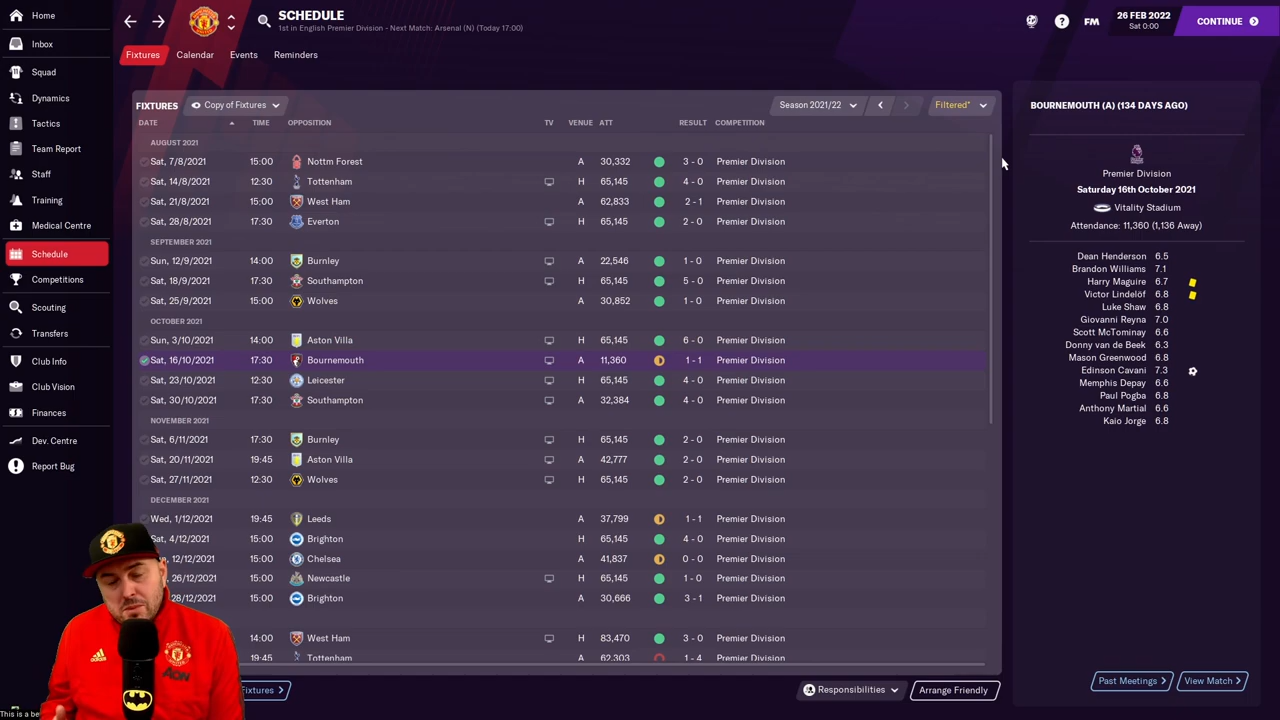 Home
Inbox
Squad
Dynamics
Tactics
Team Report
Staff
Training
Medical Centre
Schedule
Competitions
Scouting
Transfers
Club Info
Club Vision
Finances
Dev. Centre
Report Bug
This is a be
SCHEDULE
1st in English Premier Division - Next Match: Arsenal (N) (Today 17:00)
FM
26 FEB 2022
Sat 0:00
CONTINUE
Fixtures Calendar Events Reminders
FIXTURES Copy of Fixtures Season 2021/22 Filtered*
DATE TIME OPPOSITION TV VENUE ATT RESULT COMPETITION
AUGUST 2021
Sat, 7/8/2021 15:00 Nottm Forest A 30,332 3 - 0 Premier Division
Sat, 14/8/2021 12:30 Tottenham H 65,145 4 - 0 Premier Division
Sat, 21/8/2021 15:00 West Ham A 62,833 2 - 1 Premier Division
Sat, 28/8/2021 17:30 Everton H 65,145 2 - 0 Premier Division
SEPTEMBER 2021
Sun, 12/9/2021 14:00 Burnley A 22,546 1 - 0 Premier Division
Sat, 18/9/2021 17:30 Southampton H 65,145 5 - 0 Premier Division
Sat, 25/9/2021 15:00 Wolves A 30,852 1 - 0 Premier Division
OCTOBER 2021
Sun, 3/10/2021 14:00 Aston Villa H 65,145 6 - 0 Premier Division
Sat, 16/10/2021 17:30 Bournemouth A 11,360 1 - 1 Premier Division
Sat, 23/10/2021 12:30 Leicester H 65,145 4 - 0 Premier Division
Sat, 30/10/2021 17:30 Southampton A 32,384 4 - 0 Premier Division
NOVEMBER 2021
Sat, 6/11/2021 17:30 Burnley H 65,145 2 - 0 Premier Division
Sat, 20/11/2021 19:45 Aston Villa A 42,777 2 - 0 Premier Division
Sat, 27/11/2021 12:30 Wolves H 65,145 2 - 0 Premier Division
DECEMBER 2021
Wed, 1/12/2021 19:45 Leeds A 37,799 1 - 1 Premier Division
Sat, 4/12/2021 15:00 Brighton H 65,145 4 - 0 Premier Division
12/12/2021 15:00 Chelsea A 41,837 0 - 0 Premier Division
26/12/2021 15:00 Newcastle H 65,145 1 - 0 Premier Division
28/12/2021 15:00 Brighton A 30,666 3 - 1 Premier Division
14:00 West Ham H 83,470 3 - 0 Premier Division
19:45 Tottenham A 62,303 1 - 4 Premier Division
Fixtures
Responsibilities
Arrange Friendly
BOURNEMOUTH (A) (134 DAYS AGO)
Premier Division
Saturday 16th October 2021
Vitality Stadium
Attendance: 11,360 (1,136 Away)
Dean Henderson 6.5
Brandon Williams 7.1
Harry Maguire 6.7
Victor Lindelöf 6.8
Luke Shaw 6.8
Giovanni Reyna 7.0
Scott McTominay 6.6
Donny van de Beek 6.3
Mason Greenwood 6.8
Edinson Cavani 7.3
Memphis Depay 6.6
Paul Pogba 6.8
Anthony Martial 6.6
Kaio Jorge 6.8
Past Meetings
View Match
AON